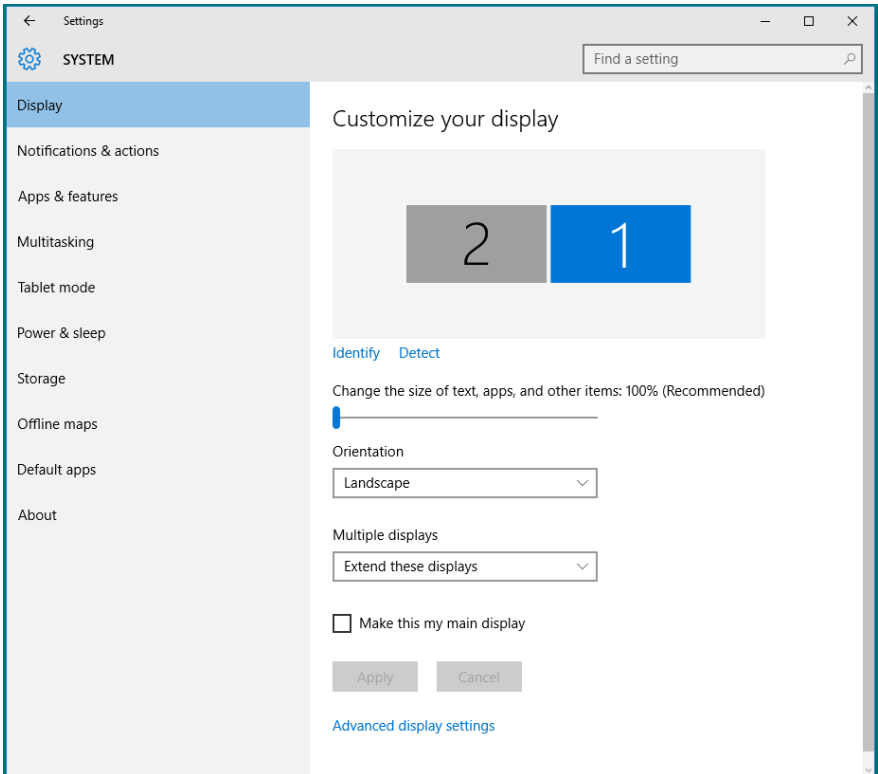 Settings
SYSTEM
Find a setting
Display
Notifications & actions
Apps & features
Multitasking
Tablet mode
Power & sleep
Storage
Offline maps
Default apps
About
Customize your display
2 1
Identify Detect
Change the size of text, apps, and other items: 100% (Recommended)
Orientation
Landscape
Multiple displays
Extend these displays
Make this my main display
Apply Cancel
Advanced display settings